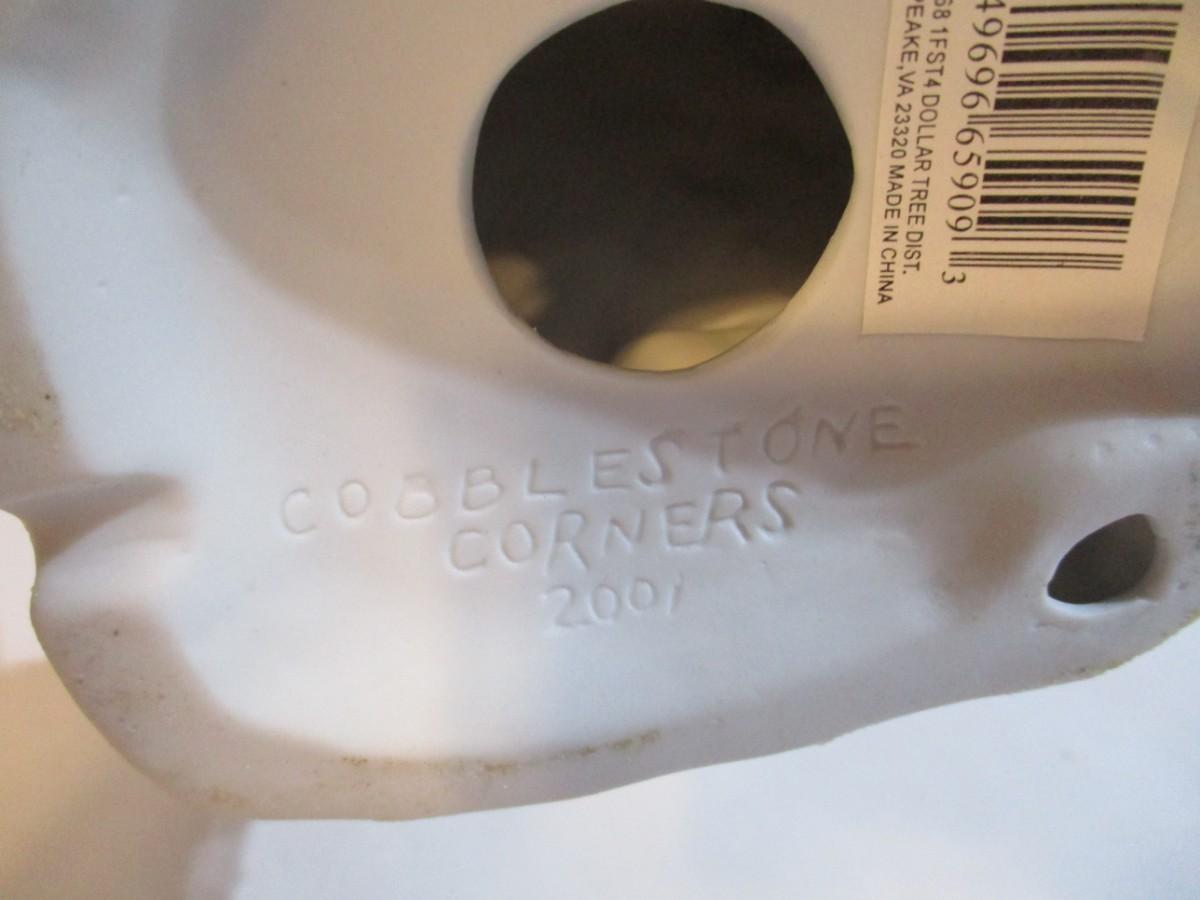 COBBLESTONE
CORNERS
2001
49696 65909 3
68 1FST4 DOLLAR TREE DIST.
PEAKE, VA 23320 MADE IN CHINA